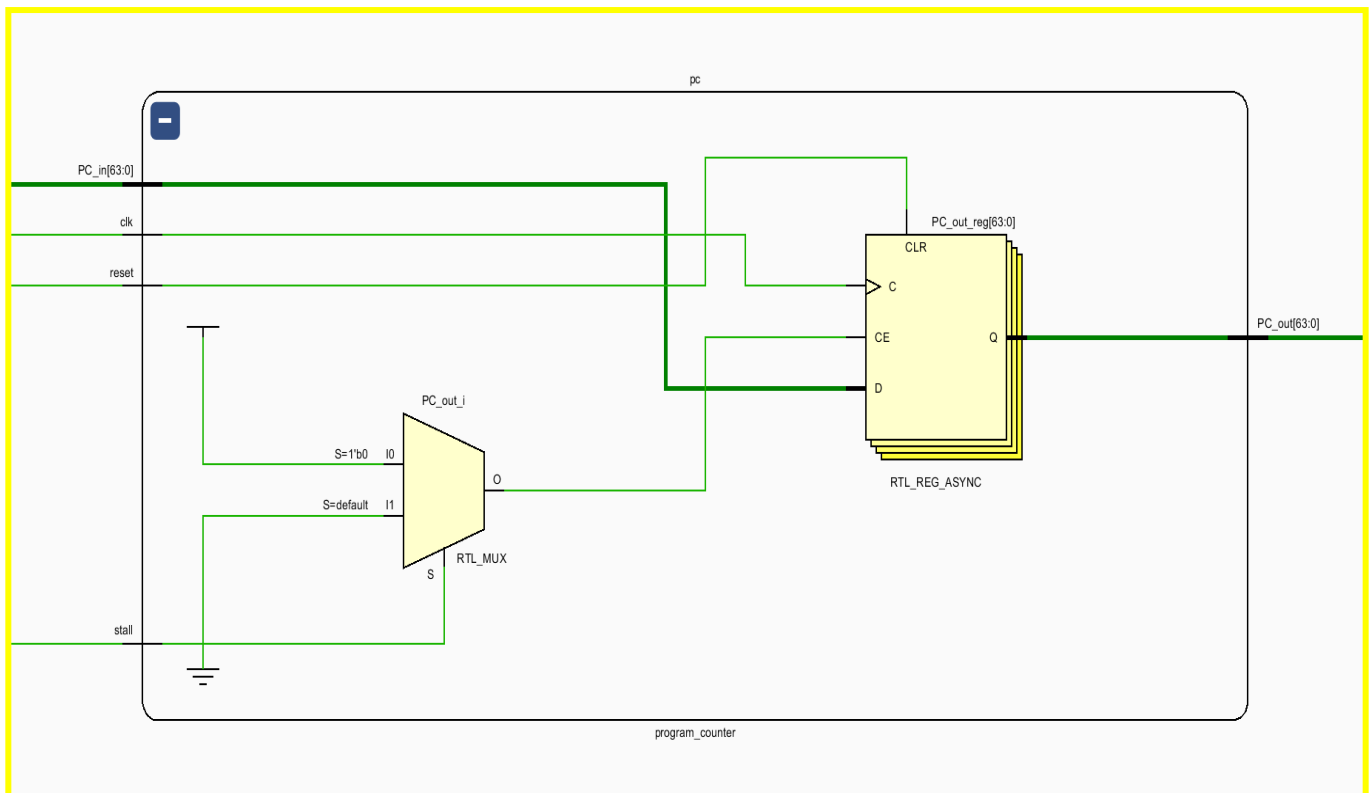 pc
PC_in[63:0]
clk
PC_out_reg[63:0]
CLR
reset
C
PC_out[63:0]
CE
Q
D
PC_out_i
S=1'b0 I0
O
RTL_REG_ASYNC
S=default I1
RTL_MUX
S
stall
program_counter